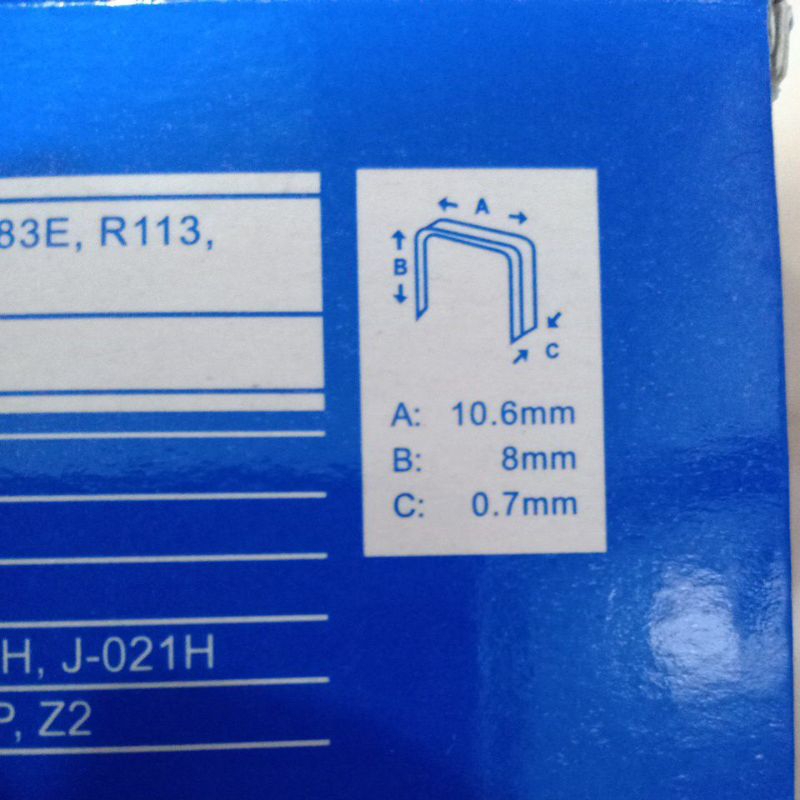 83E, R113,
A
B
C
A: 10.6mm
B: 8mm
C: 0.7mm
H, J-021H
P, Z2